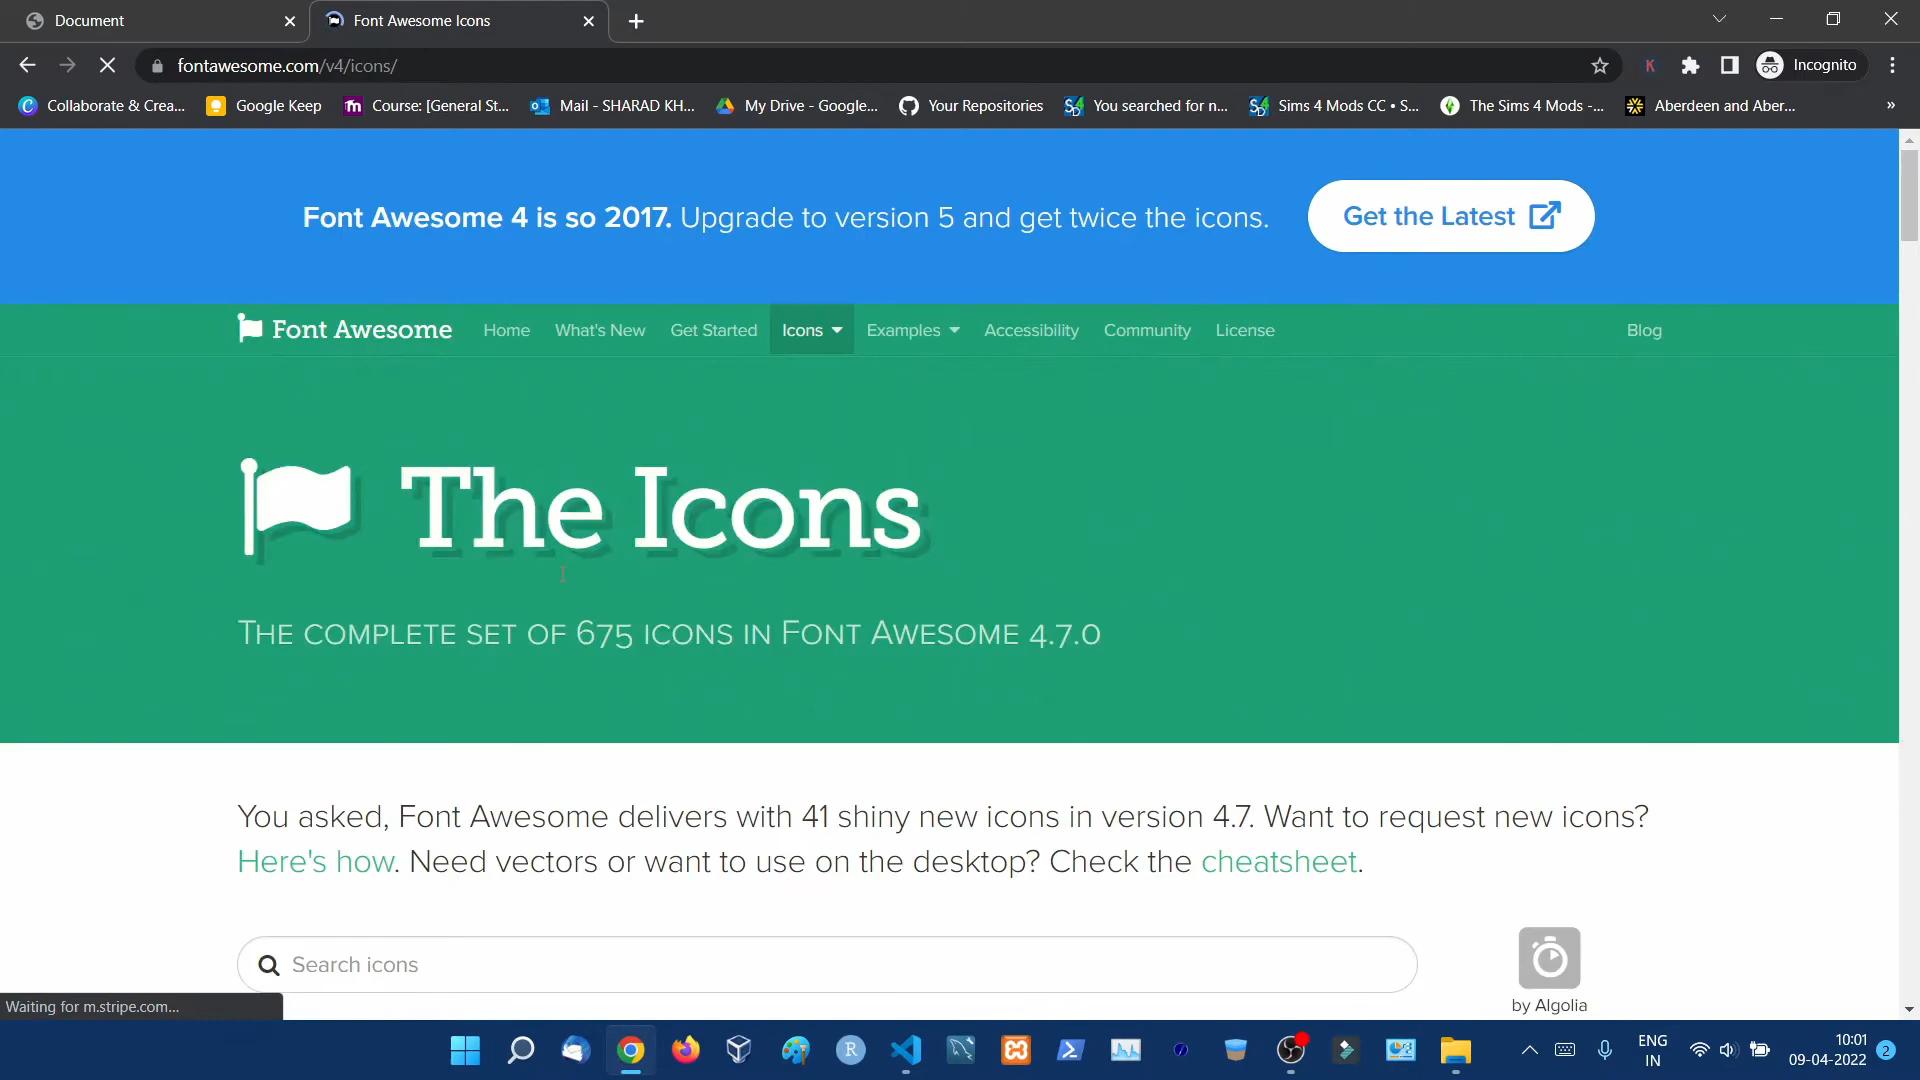 Document
Font Awesome Icons
fontawesome.com/v4/icons/
Incognito
Collaborate & Crea...
Google Keep
Course: [General St...
Mail - SHARAD KH...
My Drive - Google...
Your Repositories
You searched for n...
Sims 4 Mods CC • S...
The Sims 4 Mods -...
Aberdeen and Aber...
»
Font Awesome 4 is so 2017. Upgrade to version 5 and get twice the icons.
Get the Latest
Font Awesome
Home
What's New
Get Started
Icons
Examples
Accessibility
Community
License
Blog
The Icons
The complete set of 675 icons in Font Awesome 4.7.0
You asked, Font Awesome delivers with 41 shiny new icons in version 4.7. Want to request new icons?
Here's how. Need vectors or want to use on the desktop? Check the cheatsheet.
Search icons
by Algolia
Waiting for m.stripe.com...
ENG
IN
10:01
09-04-2022
2